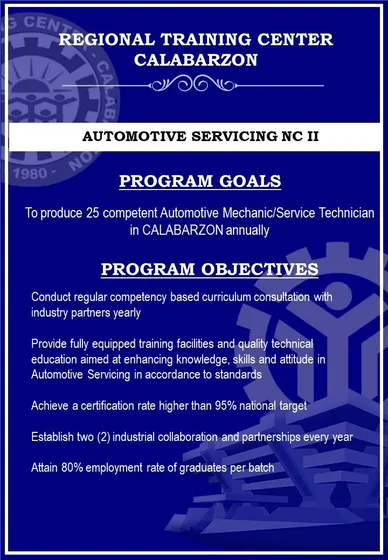 REGIONAL TRAINING CENTER
CALABARZON
AUTOMOTIVE SERVICING NC II
PROGRAM GOALS
To produce 25 competent Automotive Mechanic/Service Technician
in CALABARZON annually
PROGRAM OBJECTIVES
Conduct regular competency based curriculum consultation with
industry partners yearly
Provide fully equipped training facilities and quality technical
education aimed at enhancing knowledge, skills and attitude in
Automotive Servicing in accordance to standards
Achieve a certification rate higher than 95% national target
Establish two (2) industrial collaboration and partnerships every year
Attain 80% employment rate of graduates per batch
1980